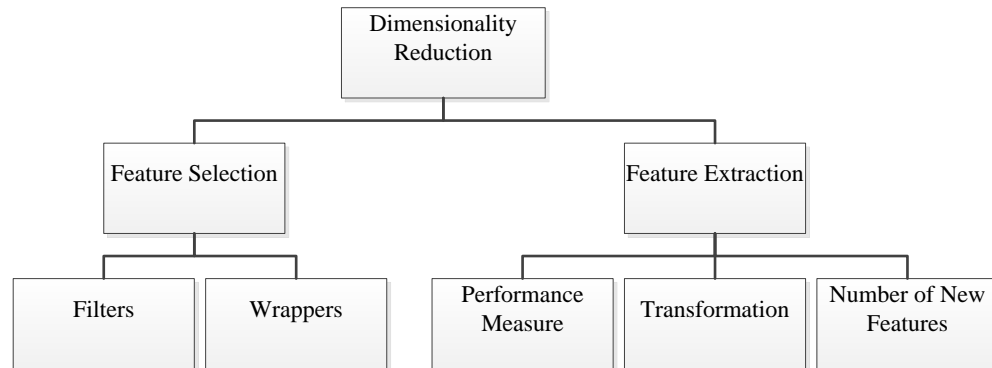 Dimensionality
Reduction
Feature Selection
Feature Extraction
Filters
Wrappers
Performance
Measure
Transformation
Number of New
Features